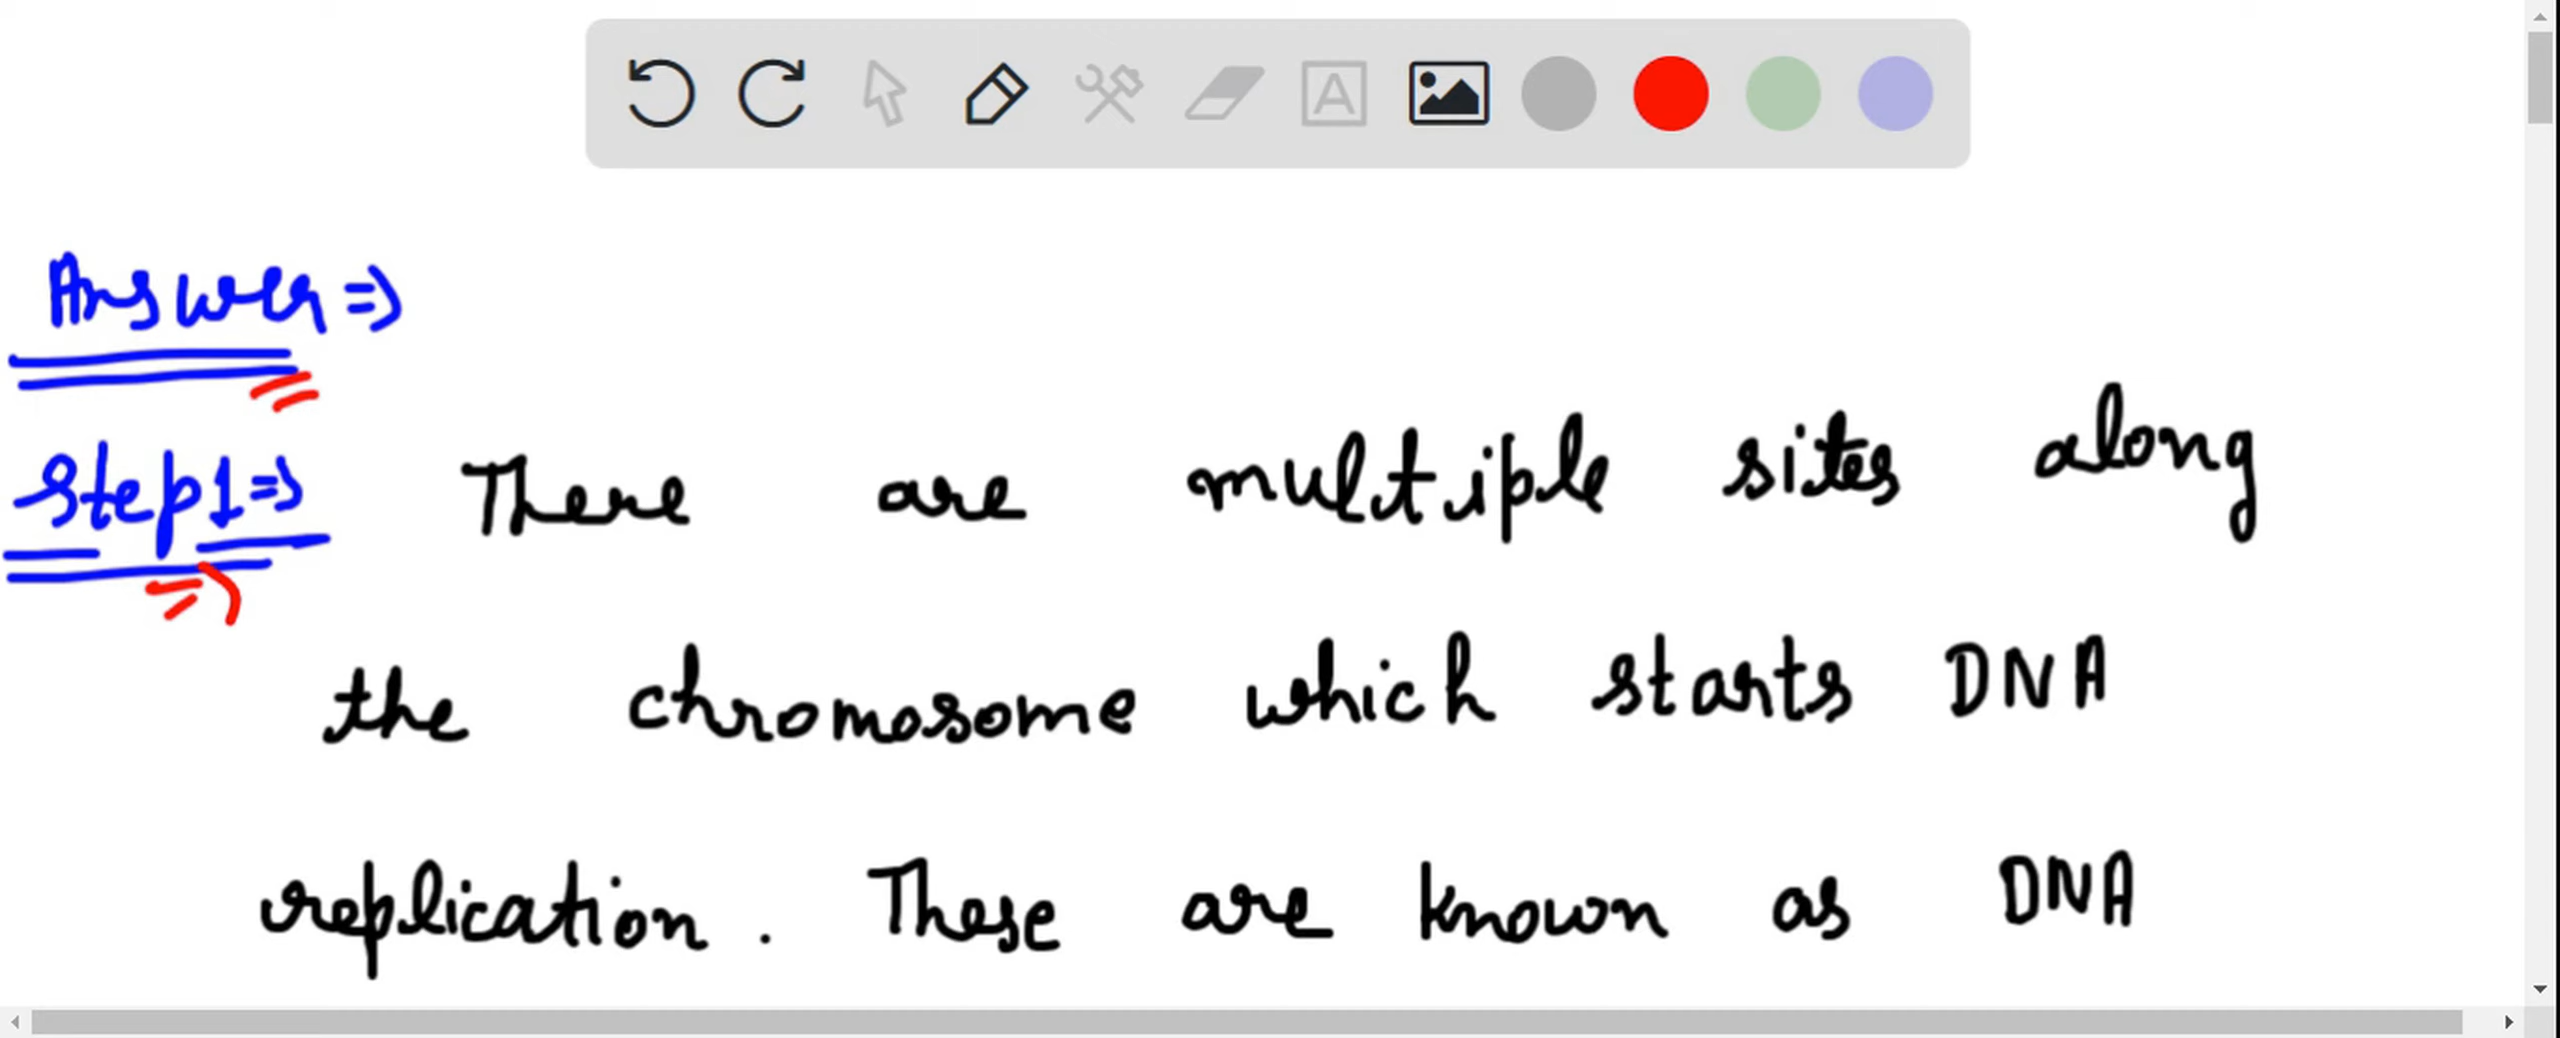 A
Answer⇒
Step1⇒ There are multiple sites along
the chromosome which starts DNA
replication. These are known as DNA